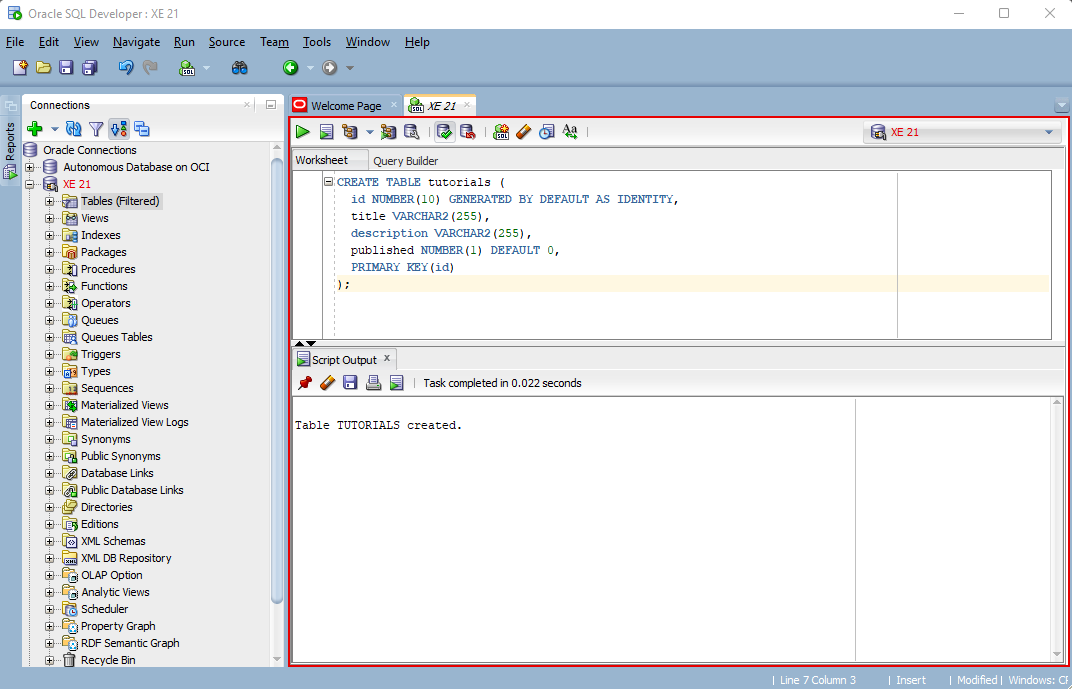 Oracle SQL Developer : XE 21
File Edit View Navigate Run Source Team Tools Window Help
Reports
Connections
Oracle Connections
Autonomous Database on OCI
XE 21
Tables (Filtered)
Views
Indexes
Packages
Procedures
Functions
Operators
Queues
Queues Tables
Triggers
Types
Sequences
Materialized Views
Materialized View Logs
Synonyms
Public Synonyms
Database Links
Public Database Links
Directories
Editions
XML Schemas
XML DB Repository
OLAP Option
Analytic Views
Scheduler
Property Graph
RDF Semantic Graph
Recycle Bin
Welcome Page
XE 21
XE 21
Worksheet Query Builder
CREATE TABLE tutorials (
id NUMBER(10) GENERATED BY DEFAULT AS IDENTITY,
title VARCHAR2(255),
description VARCHAR2(255),
published NUMBER(1) DEFAULT 0,
PRIMARY KEY(id)
);
Script Output
Task completed in 0.022 seconds
Table TUTORIALS created.
| Line 7 Column 3 | Insert | Modified | Windows: